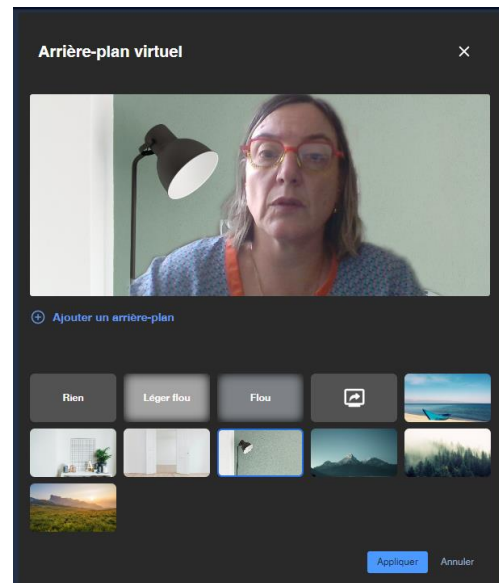 Arrière-plan virtuel
Ajouter un arrière-plan
Rien
Léger flou
Flou
Appliquer
Annuler